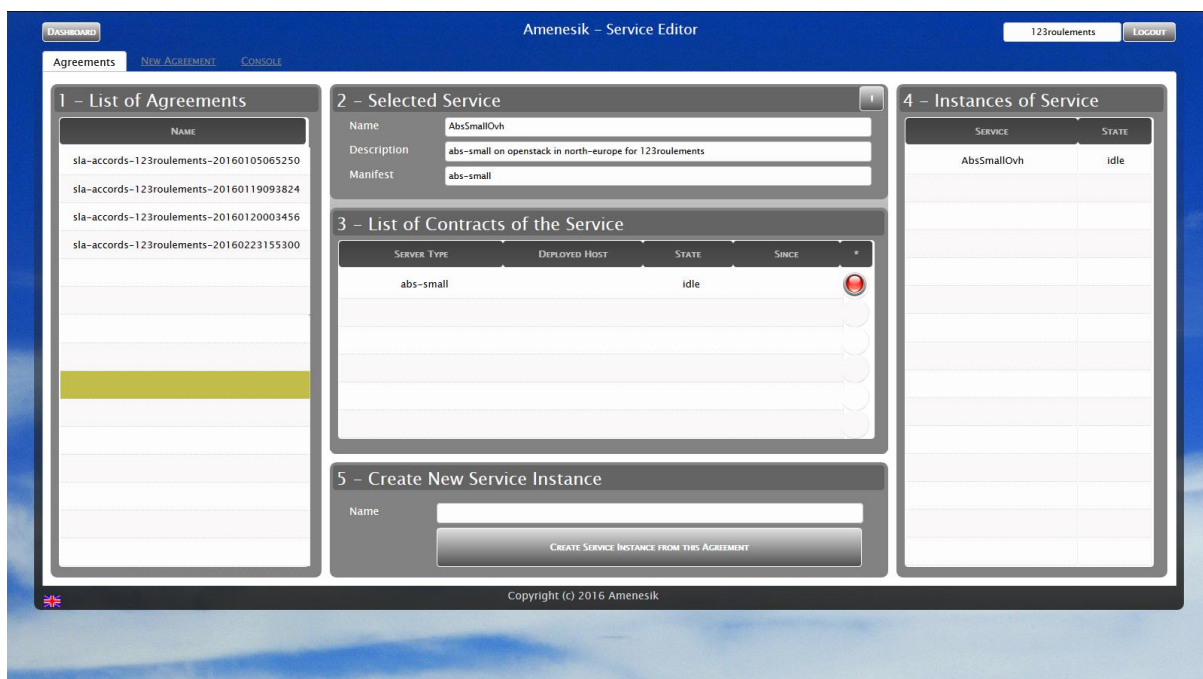 DASHBOARD
Amenesik – Service Editor
123roulements
LOGOUT
Agreements
NEW AGREEMENT
CONSOLE
1 – List of Agreements
NAME
sla-accords-123roulements-20160105065250
sla-accords-123roulements-20160119093824
sla-accords-123roulements-20160120003456
sla-accords-123roulements-20160223155300
2 – Selected Service
Name
AbsSmallOvh
Description
abs-small on openstack in north-europe for 123roulements
Manifest
abs-small
3 – List of Contracts of the Service
SERVER TYPE DEPLOYED HOST STATE SINCE *
abs-small idle
5 – Create New Service Instance
Name
CREATE SERVICE INSTANCE FROM THIS AGREEMENT
4 – Instances of Service
SERVICE STATE
AbsSmallOvh idle
Copyright (c) 2016 Amenesik